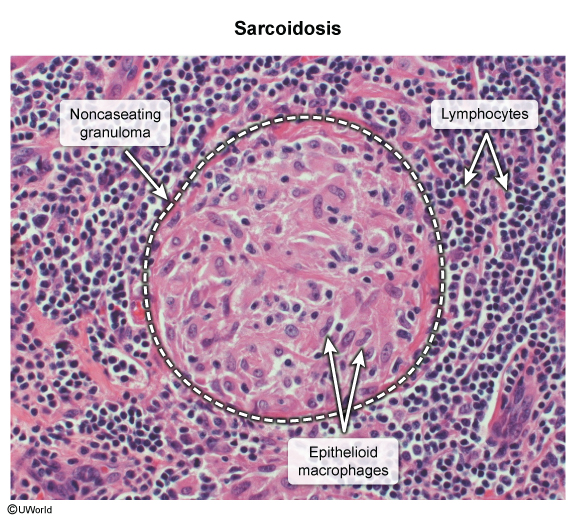 Sarcoidosis
Noncaseating
granuloma
Lymphocytes
Epithelioid
macrophages
©UWorld